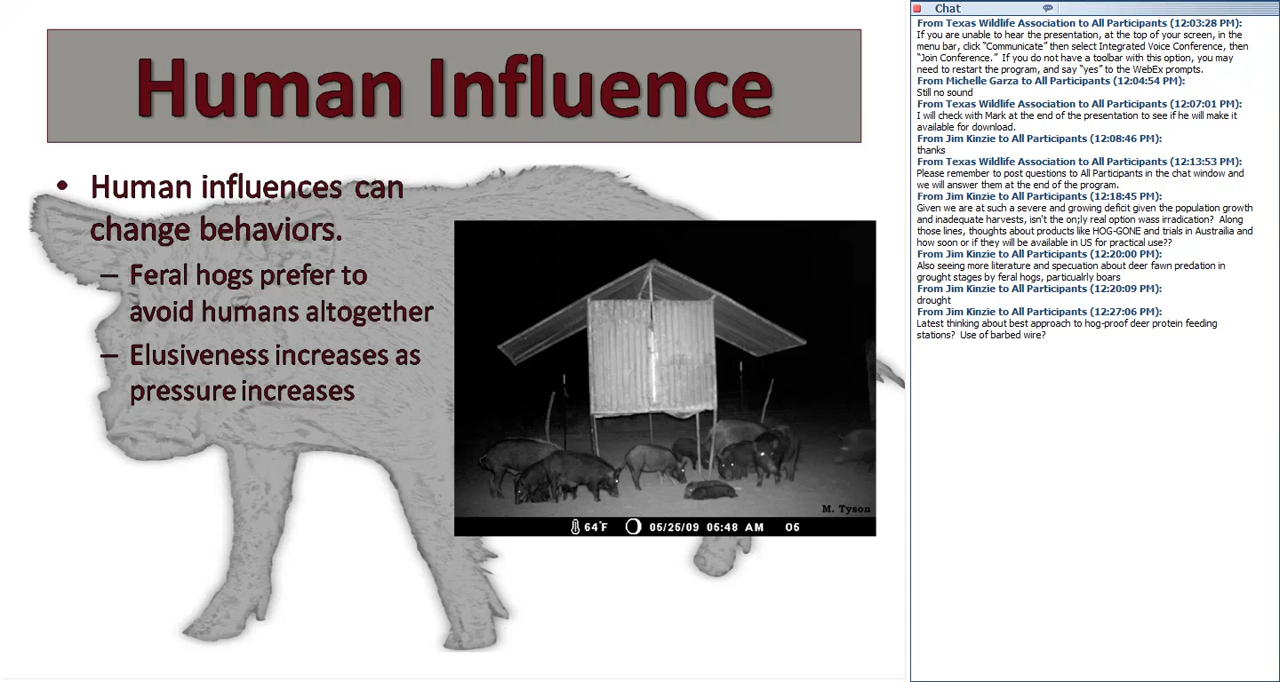 Human Influence
• Human influences can
change behaviors.
– Feral hogs prefer to
avoid humans altogether
– Elusiveness increases as
pressure increases
M. Tyson
64°F 05/25/09 05:48 AM 05
Chat
From Texas Wildlife Association to All Participants (12:03:28 PM):
If you are unable to hear the presentation, at the top of your screen, in the
menu bar, click “Communicate” then select Integrated Voice Conference, then
“Join Conference.”  If you do not have a toolbar with this option, you may
need to restart the program, and say “yes” to the WebEx prompts.
From Michelle Garza to All Participants (12:04:54 PM):
Still no sound
From Texas Wildlife Association to All Participants (12:07:01 PM):
I will check with Mark at the end of the presentation to see if he will make it
available for download.
From Jim Kinzie to All Participants (12:08:46 PM):
thanks
From Texas Wildlife Association to All Participants (12:13:53 PM):
Please remember to post questions to All Participants in the chat window and
we will answer them at the end of the program.
From Jim Kinzie to All Participants (12:18:45 PM):
Given we are at such a severe and growing deficit given the population growth
and inadequate harvests, isn't the on;ly real option wass irradication?  Along
those lines, thoughts about products like HOG-GONE and trials in Austrailia and
how soon or if they will be available in US for practical use??
From Jim Kinzie to All Participants (12:20:00 PM):
Also seeing more literature and specuation about deer fawn predation in
grought stages by feral hogs, particualrly boars
From Jim Kinzie to All Participants (12:20:09 PM):
drought
From Jim Kinzie to All Participants (12:27:06 PM):
Latest thinking about best approach to hog-proof deer protein feeding
stations?  Use of barbed wire?